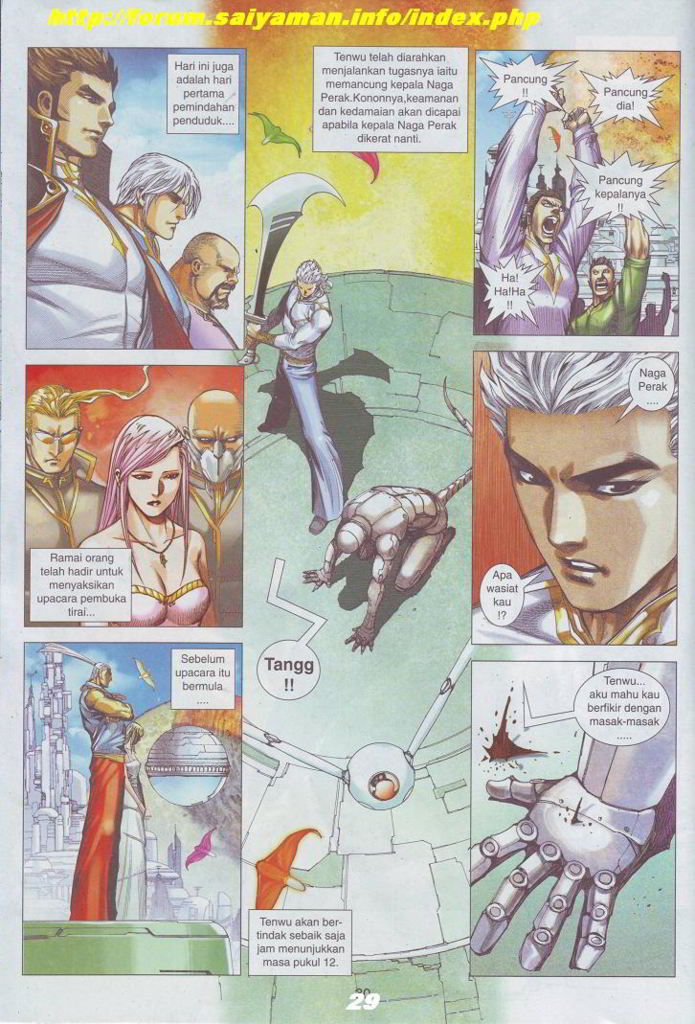 http://forum.saiyaman.info/index.php
Hari ini juga
adalah hari
pertama
pemindahan
penduduk....
Tenwu telah diarahkan
menjalankan tugasnya iaitu
memancung kepala Naga
Perak.Kononnya,keamanan
dan kedamaian akan dicapai
apabila kepala Naga Perak
dikerat nanti.
Pancung
!!
Pancung
dia!
Pancung
kepalanya
!!
Ha!
Ha!Ha
!!
Ramai orang
telah hadir untuk
menyaksikan
upacara pembuka
tirai...
Naga
Perak
....
Apa
wasiat
kau
!?
Sebelum
upacara itu
bermula
....
Tangg
!!
Tenwu...
aku mahu kau
berfikir dengan
masak-masak
.....
Tenwu akan ber-
tindak sebaik saja
jam menunjukkan
masa pukul 12.
29